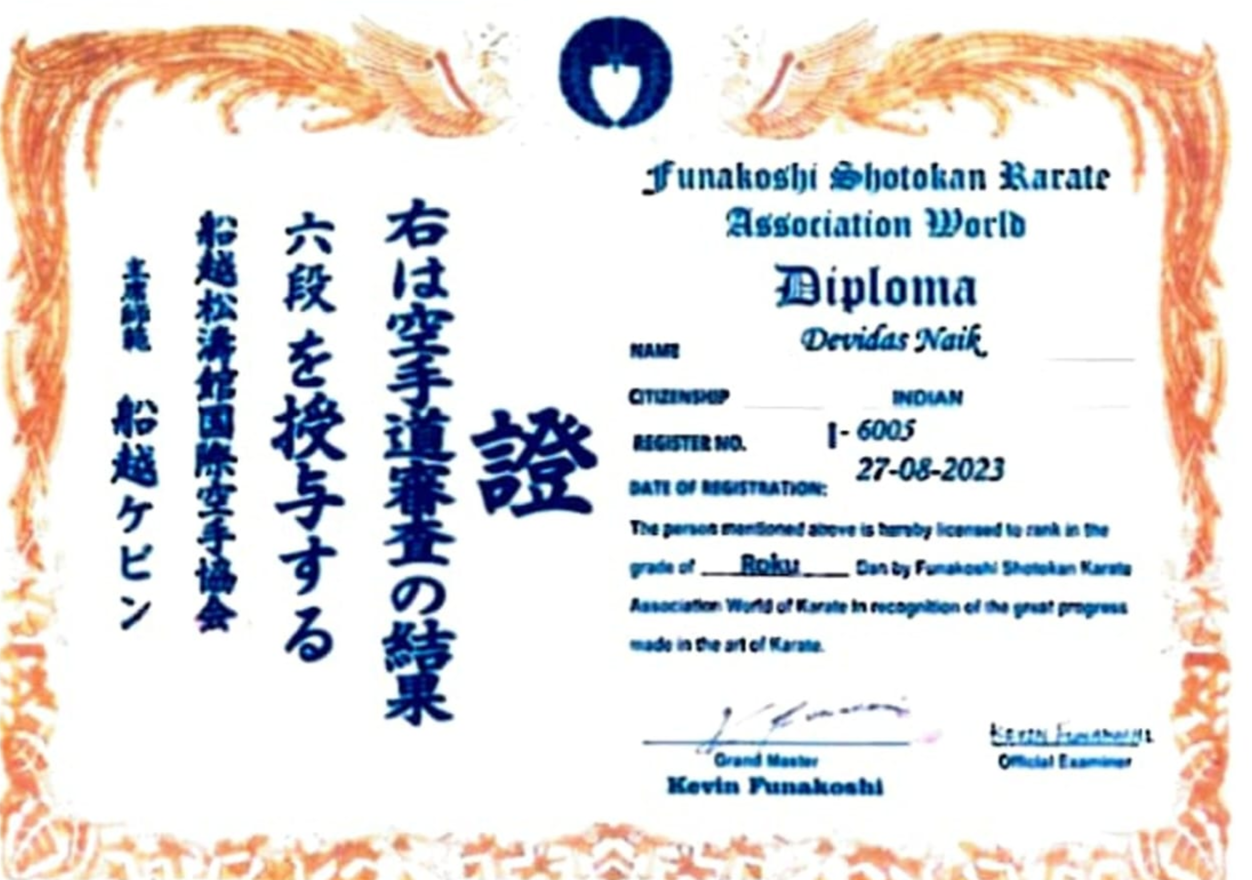 Funakoshi Shotokan Karate
Association World
Diploma
NAME Devidas Naik
CITIZENSHIP INDIAN
REGISTER NO. I- 6005
DATE OF REGISTRATION: 27-08-2023
The person mentioned above is hereby licensed to rank in the
grade of Roku Dan by Funakoshi Shotokan Karate
Association World of Karate in recognition of the great progress
made in the art of Karate.
Grand Master
Kevin Funakoshi
Kevin Funakoshi
Official Examiner
證
右は空手道審査の結果
六段を授与する
船越松濤館国際空手協会
主席師範 船越ケビン